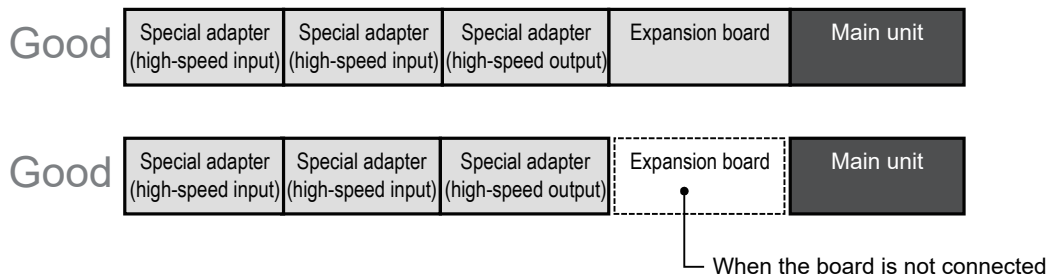 Good
Special adapter
(high-speed input)
Special adapter
(high-speed input)
Special adapter
(high-speed output)
Expansion board
Main unit
Good
Special adapter
(high-speed input)
Special adapter
(high-speed input)
Special adapter
(high-speed output)
Expansion board
Main unit
When the board is not connected